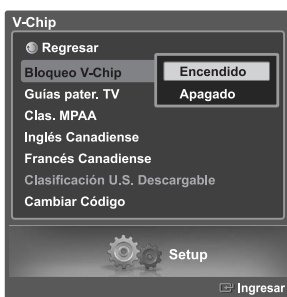 V-Chip
Regresar
Bloqueo V-Chip
Encendido
Guías pater. TV
Apagado
Clas. MPAA
Inglés Canadiense
Francés Canadiense
Clasificación U.S. Descargable
Cambiar Código
Setup
Ingresar